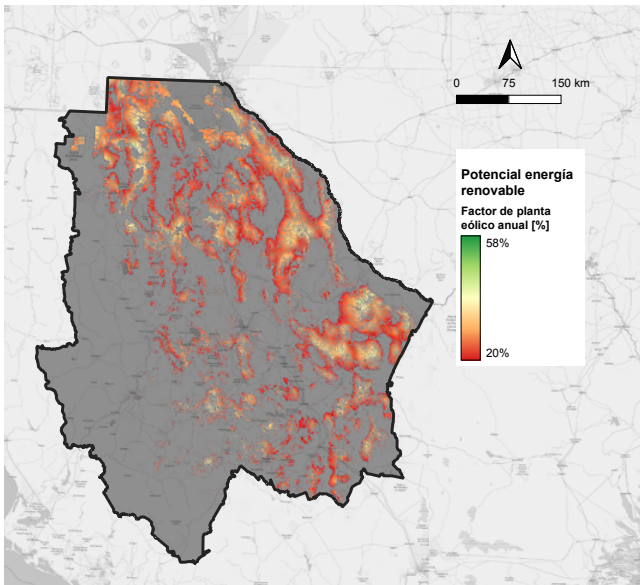 0 75 150 km
Potencial energía
renovable
Factor de planta
eólico anual [%]
58%
20%